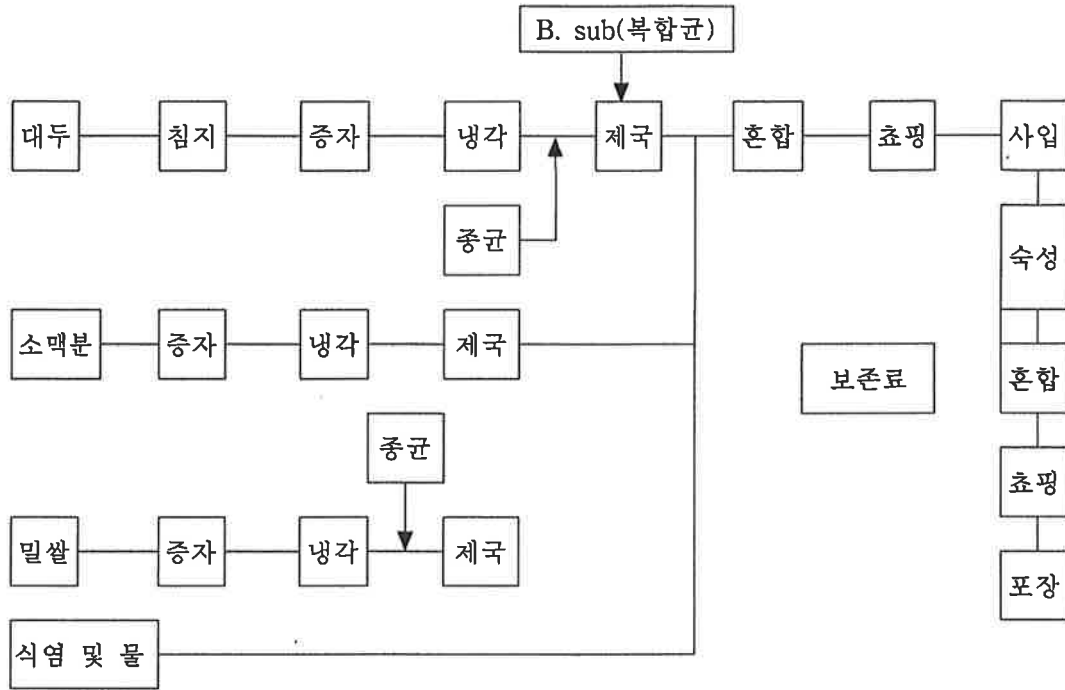 B. sub(복합균)
대두
침지
증자
냉각
제국
혼합
쵸핑
사입
종균
숙성
소맥분
증자
냉각
제국
보존료
혼합
종균
쵸핑
밀쌀
증자
냉각
제국
포장
식염 및 물